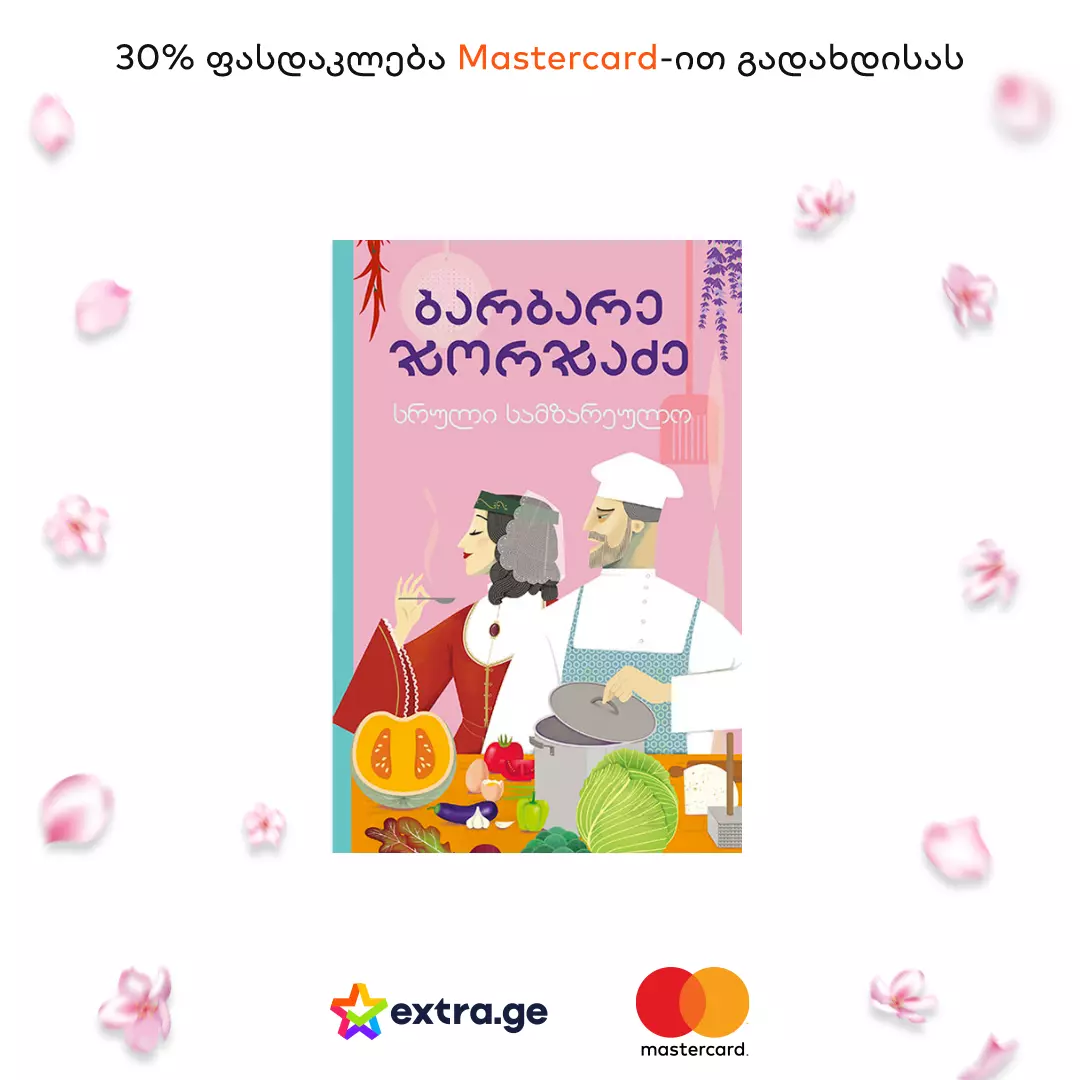 30% ფასდაკლება Mastercard-ით გადახდისას
ბარბარე
ჯორჯაძე
სრული სამზარეულო
extra.ge
mastercard.